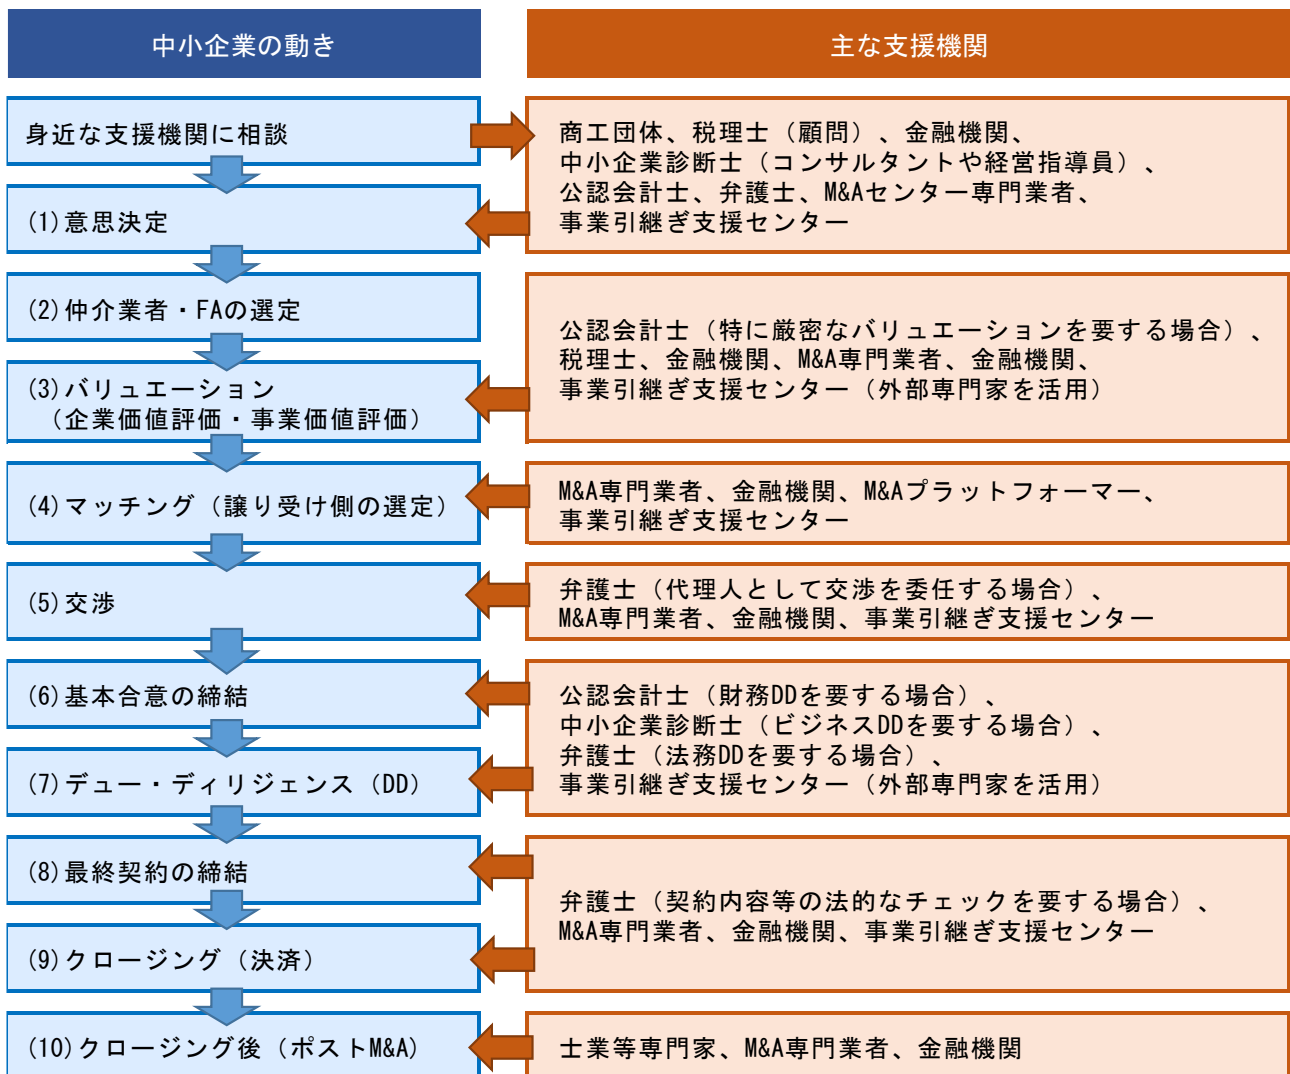 中小企業の動き
主な支援機関
身近な支援機関に相談
商工団体、税理士（顧問）、金融機関、
中小企業診断士（コンサルタントや経営指導員）、
公認会計士、弁護士、M&Aセンター専門業者、
事業引継ぎ支援センター
(1)意思決定
(2)仲介業者・FAの選定
公認会計士（特に厳密なバリュエーションを要する場合）、
税理士、金融機関、M&A専門業者、金融機関、
事業引継ぎ支援センター（外部専門家を活用）
(3)バリュエーション
（企業価値評価・事業価値評価）
(4)マッチング（譲り受け側の選定）
M&A専門業者、金融機関、M&Aプラットフォーマー、
事業引継ぎ支援センター
(5)交渉
弁護士（代理人として交渉を委任する場合）、
M&A専門業者、金融機関、事業引継ぎ支援センター
(6)基本合意の締結
公認会計士（財務DDを要する場合）、
中小企業診断士（ビジネスDDを要する場合）、
弁護士（法務DDを要する場合）、
事業引継ぎ支援センター（外部専門家を活用）
(7)デュー・ディリジェンス（DD）
(8)最終契約の締結
弁護士（契約内容等の法的なチェックを要する場合）、
M&A専門業者、金融機関、事業引継ぎ支援センター
(9)クロージング（決済）
(10)クロージング後（ポストM&A）
士業等専門家、M&A専門業者、金融機関